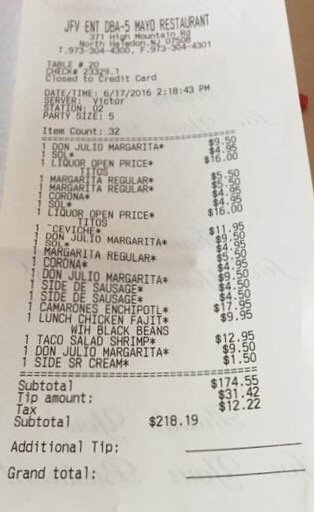 JFV ENT DBA-5 MAYO RESTAURANT
371 High Mountain Rd
North Haledon, NJ 07508
T.973-304-4300, F.973-304-4301
TABLE # 20
CHECK# 23329.1
Closed to Credit Card
DATE/TIME: 6/17/2016 2:18:43 PM
SERVER: Victor
STATION: 02
PARTY SIZE: 5
Item Count: 32
1 DON JULIO MARGARITA* $9.50
1 SOL* $4.95
1 LIQUOR OPEN PRICE* $16.00
TITOS
1 MARGARITA REGULAR* $5.50
1 MARGARITA REGULAR* $5.50
1 CORONA* $4.95
1 SOL* $4.95
1 LIQUOR OPEN PRICE* $16.00
TITOS
1 CEVICHE* $11.95
1 DON JULIO MARGARITA* $9.50
1 SOL* $4.95
1 MARGARITA REGULAR* $5.50
1 CORONA* $4.95
1 DON JULIO MARGARITA* $9.50
1 SIDE DE SAUSAGE* $4.50
1 SIDE DE SAUSAGE* $4.50
1 CAMARONES ENCHIPOTL* $17.95
1 LUNCH CHICKEN FAJIT* $9.95
WIH BLACK BEANS
1 TACO SALAD SHRIMP* $12.95
1 DON JULIO MARGARITA* $9.50
1 SIDE SR CREAM* $1.50
Subtotal $174.55
Tip amount: $31.42
Tax $12.22
Subtotal $218.19
Additional Tip:
Grand total: